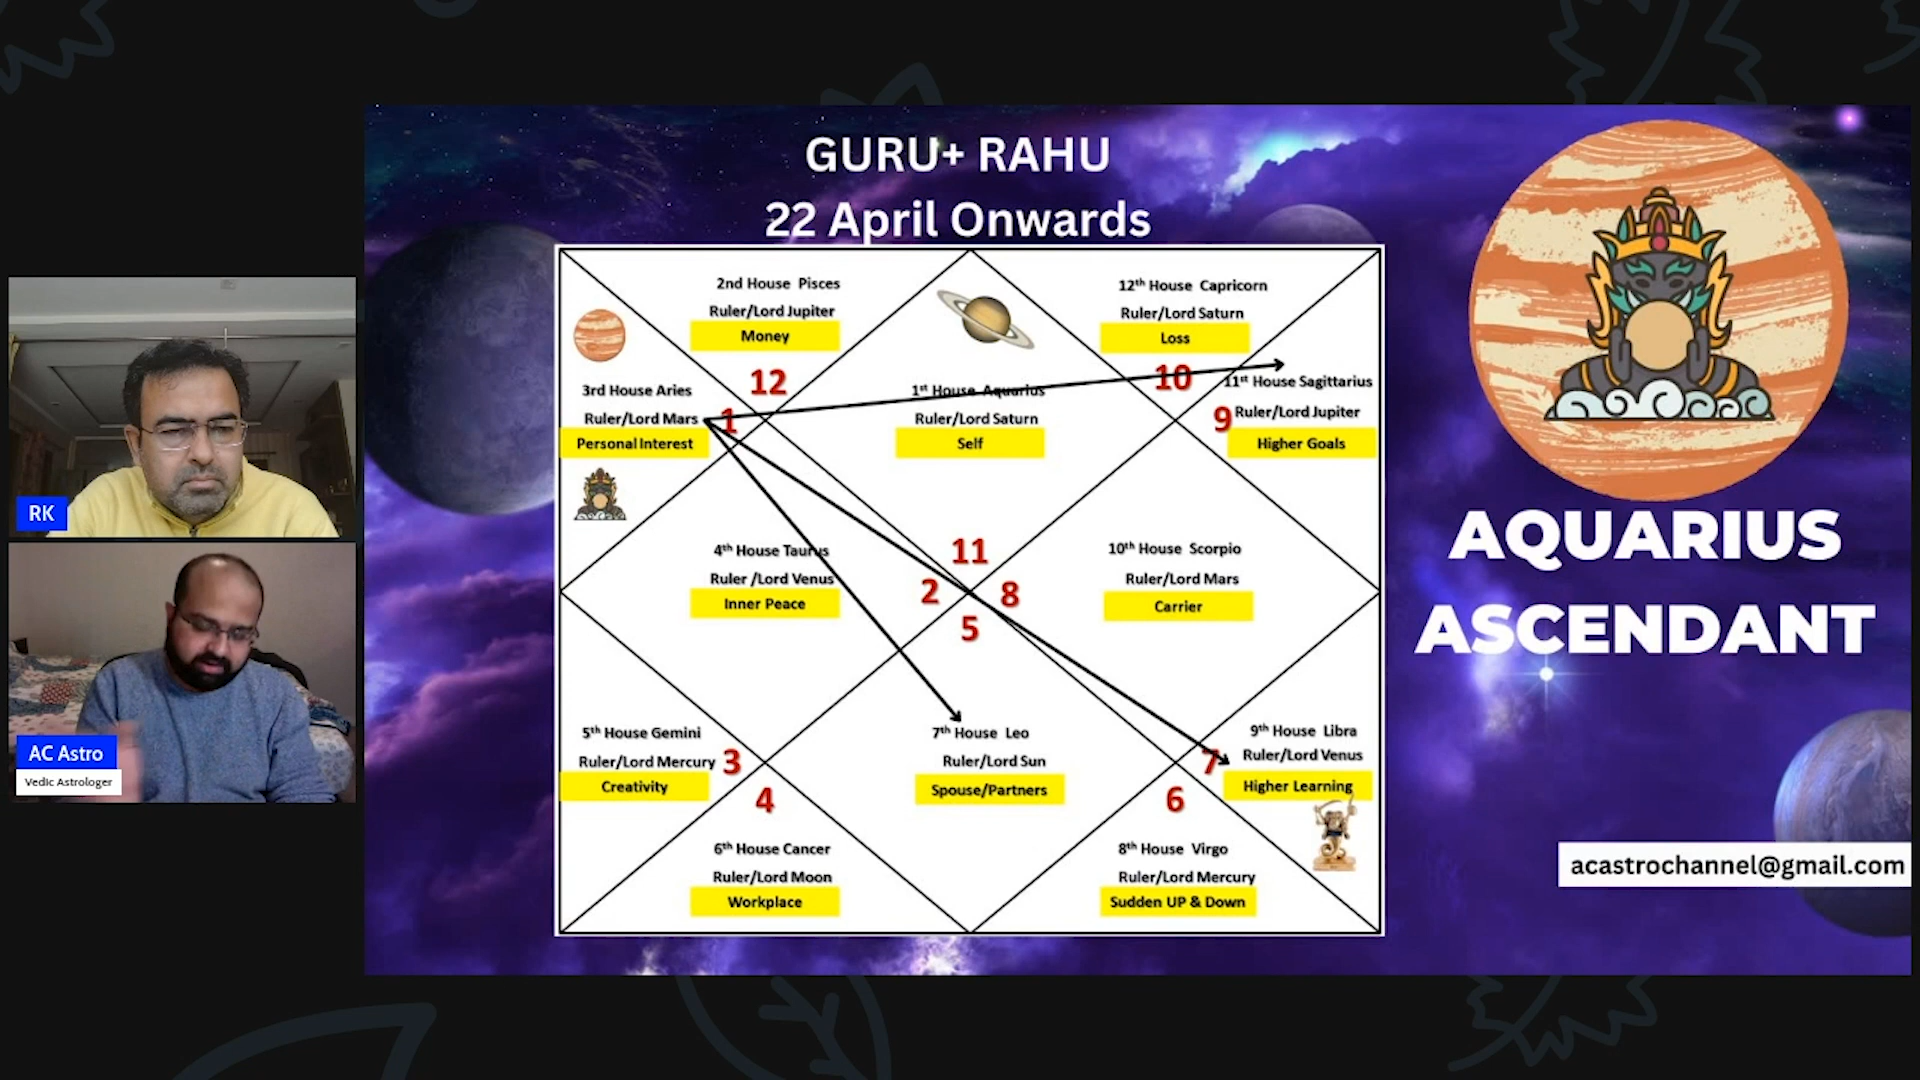 GURU+ RAHU
22 April Onwards
2nd House Pisces
Ruler/Lord Jupiter
Money
12
12th House Capricorn
Ruler/Lord Saturn
Loss
10
3rd House Aries
Ruler/Lord Mars
1
Personal Interest
1st House Aquarius
Ruler/Lord Saturn
Self
11st House Sagittarius
9
Ruler/Lord Jupiter
Higher Goals
4th House Taurus
Ruler /Lord Venus
Inner Peace
11
2
8
5
10th House Scorpio
Ruler/Lord Mars
Carrier
5th House Gemini
Ruler/Lord Mercury
3
Creativity
4
7th House Leo
Ruler/Lord Sun
Spouse/Partners
9th House Libra
7
Ruler/Lord Venus
Higher Learning
6
6th House Cancer
Ruler/Lord Moon
Workplace
8th House Virgo
Ruler/Lord Mercury
Sudden UP & Down
AQUARIUS
ASCENDANT
acastrochannel@gmail.com
RK
AC Astro
Vedic Astrologer